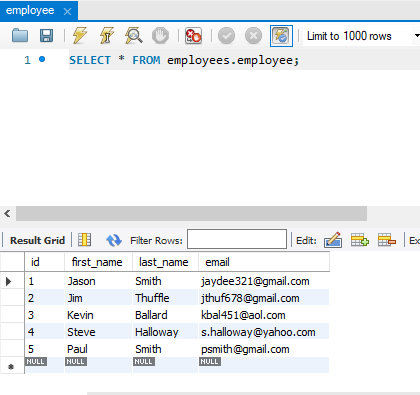 employee
Limit to 1000 rows
1 SELECT * FROM employees.employee;
Result Grid Filter Rows: Edit: Ex
id first_name last_name email
1 Jason Smith jaydee321@gmail.com
2 Jim Thuffle jthuf678@gmail.com
3 Kevin Ballard kbal451@aol.com
4 Steve Halloway s.halloway@yahoo.com
5 Paul Smith psmith@gmail.com
NULL NULL NULL NULL